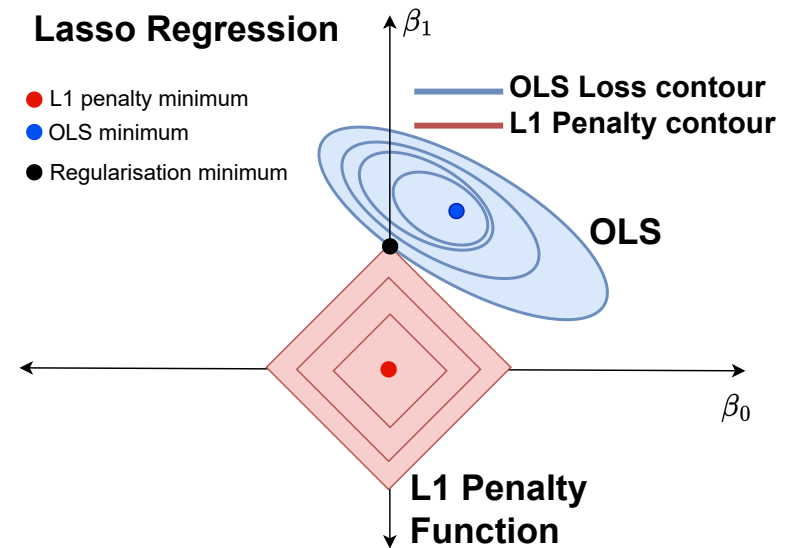 Lasso Regression
β₁
L1 penalty minimum
OLS minimum
Regularisation minimum
OLS Loss contour
L1 Penalty contour
OLS
β₀
L1 Penalty
Function